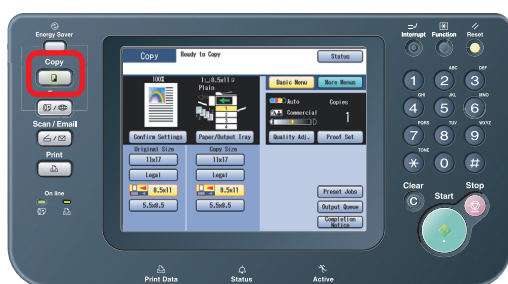 Energy Saver
Interrupt Function Reset
Copy
Copy Ready to Copy Status
100% 1 8.5x11
Plain
Basic Menu More Menus
Auto Copies
Commercial 1
Confirm Settings Paper/Output Tray Quality Adj. Proof Set
Original Size Copy Size
11x17 11x17
Legal Legal
8.5x11 8.5x11 Preset Jobs
5.5x8.5 5.5x8.5 Output Queue
Completion
Notice
Scan / Email
Print
On line
ABC DEF
1 2 3
GHI JKL MNO
4 5 6
PQRS TUV WXYZ
7 8 9
TONE
* 0 #
Clear Start Stop
C
Print Data Status Active